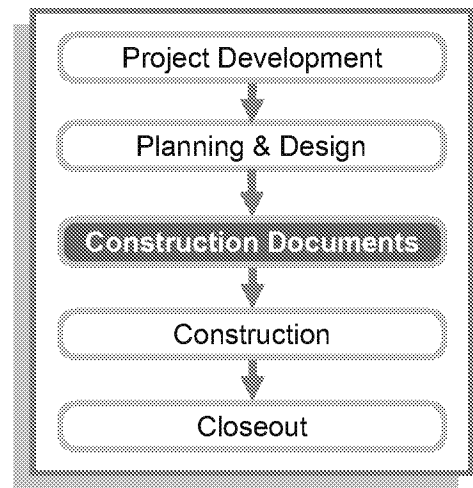 Project Development
Planning & Design
Construction Documents
Construction
Closeout